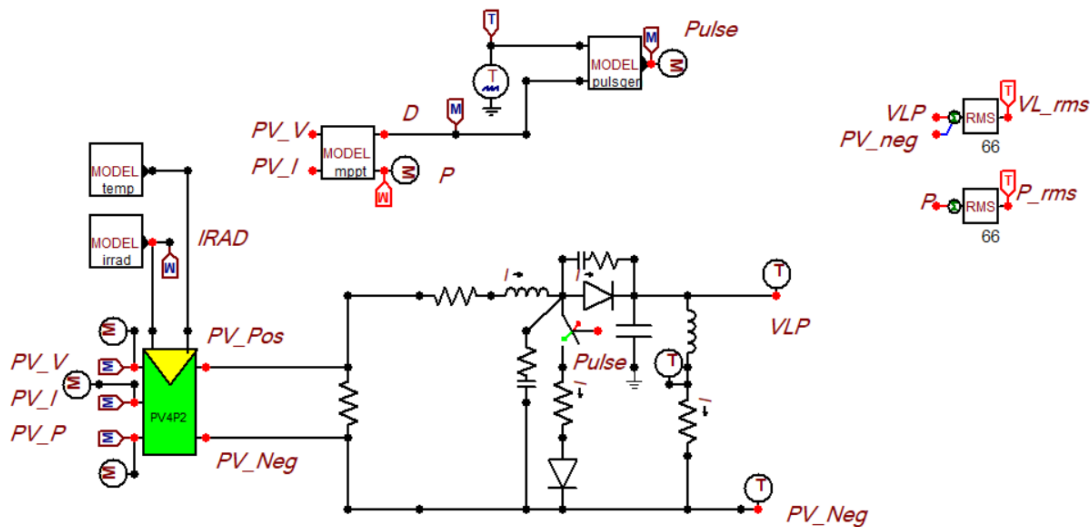 T
M
Pulse
T
MODEL
pulsger
M
D
M
PV_V
PV_I
MODEL
mppt
M
P
M
T
VLP
PV_neg
Σ
RMS
VL_rms
66
T
P
Σ
RMS
P_rms
66
MODEL
temp
MODEL
irrad
IRAD
M
M
PV_Pos
PV_V
M
M
PV_I
M
PV_P
M
M
PV4P2
PV_Neg
I
I
T
VLP
Pulse
T
I
I
T
PV_Neg